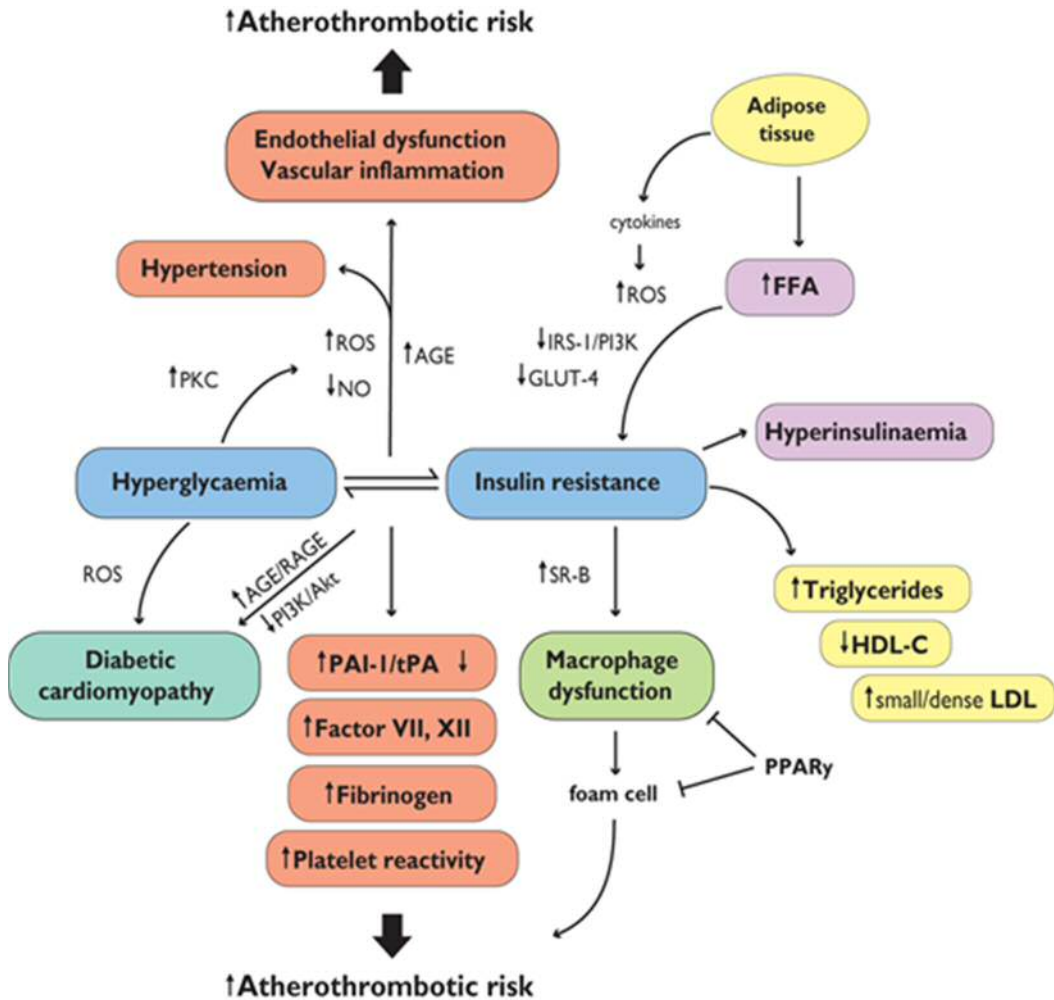 ↑Atherothrombotic risk
Endothelial dysfunction
Vascular inflammation
Adipose
tissue
cytokines
↑ROS
↑FFA
Hypertension
↑ROS
↓NO
↑AGE
↑PKC
↓IRS-1/PI3K
↓GLUT-4
Hyperinsulinaemia
Hyperglycaemia
Insulin resistance
ROS
↑AGE/RAGE
↓PI3K/Akt
↑SR-B
↑Triglycerides
↓HDL-C
↑small/dense LDL
Diabetic
cardiomyopathy
↑PAI-1/tPA ↓
↑Factor VII, XII
↑Fibrinogen
↑Platelet reactivity
Macrophage
dysfunction
foam cell
PPARy
↑Atherothrombotic risk